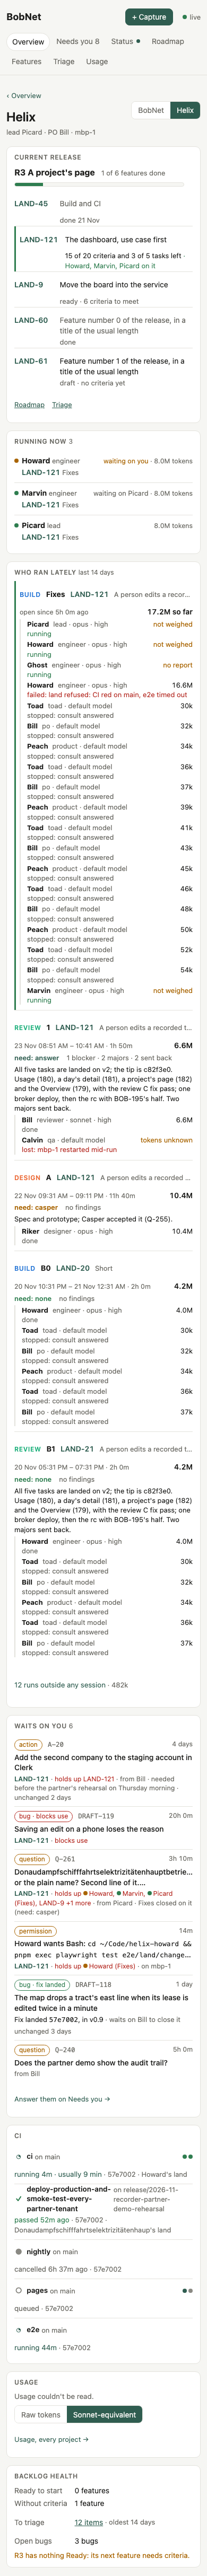 BobNet
+ Capture
live
Overview
Needs you 8
Status
Roadmap
Features
Triage
Usage
‹ Overview
Helix
BobNet
Helix
lead Picard · PO Bill · mbp-1
CURRENT RELEASE
R3 A project's page 1 of 6 features done
LAND-45 Build and CI
done 21 Nov
LAND-121 The dashboard, use case first
15 of 20 criteria and 3 of 5 tasks left ·
Howard, Marvin, Picard on it
LAND-9 Move the board into the service
ready · 6 criteria to meet
LAND-60 Feature number 0 of the release, in a
title of the usual length
done
LAND-61 Feature number 1 of the release, in a
title of the usual length
draft · no criteria yet
Roadmap Triage
RUNNING NOW 3
Howard engineer waiting on you · 8.0M tokens
LAND-121 Fixes
Marvin engineer waiting on Picard · 8.0M tokens
LAND-121 Fixes
Picard lead 8.0M tokens
LAND-121 Fixes
WHO RAN LATELY last 14 days
BUILD Fixes LAND-121 A person edits a recor…
open since 5h 0m ago 17.2M so far
Picard lead · opus · high not weighed
running
Howard engineer · opus · high not weighed
running
Ghost engineer · opus · high no report
running
Howard engineer · opus · high 16.6M
failed: land refused: CI red on main, e2e timed out
Toad toad · default model 30k
stopped: consult answered
Bill po · default model 32k
stopped: consult answered
Peach product · default model 34k
stopped: consult answered
Toad toad · default model 36k
stopped: consult answered
Bill po · default model 37k
stopped: consult answered
Peach product · default model 39k
stopped: consult answered
Toad toad · default model 41k
stopped: consult answered
Bill po · default model 43k
stopped: consult answered
Peach product · default model 45k
stopped: consult answered
Toad toad · default model 46k
stopped: consult answered
Bill po · default model 48k
stopped: consult answered
Peach product · default model 50k
stopped: consult answered
Toad toad · default model 52k
stopped: consult answered
Bill po · default model 54k
stopped: consult answered
Marvin engineer · opus · high not weighed
running
REVIEW 1 LAND-121 A person edits a recorded t…
23 Nov 08:51 AM – 10:41 AM · 1h 50m 6.6M
need: answer 1 blocker · 2 majors · 2 sent back
All five tasks are landed on v2; the tip is c82f3e0.
Usage (180), a day's detail (181), a project's page (182)
and the Overview (179), with the review C fix pass; one
broker deploy, then the rc with BOB-195's half. Two
majors sent back.
Bill reviewer · sonnet · high 6.6M
done
Calvin qa · default model tokens unknown
lost: mbp-1 restarted mid-run
DESIGN A LAND-121 A person edits a recorded …
22 Nov 09:31 AM – 09:11 PM · 11h 40m 10.4M
need: casper no findings
Spec and prototype; Casper accepted it (Q-255).
Riker designer · opus · high 10.4M
done
BUILD B0 LAND-20 Short
20 Nov 10:31 PM – 21 Nov 12:31 AM · 2h 0m 4.2M
need: none no findings
Howard engineer · opus · high 4.0M
done
Toad toad · default model 30k
stopped: consult answered
Bill po · default model 32k
stopped: consult answered
Peach product · default model 34k
stopped: consult answered
Toad toad · default model 36k
stopped: consult answered
Bill po · default model 37k
stopped: consult answered
REVIEW B1 LAND-21 A person edits a recorded t…
20 Nov 05:31 PM – 07:31 PM · 2h 0m 4.2M
need: none no findings
All five tasks are landed on v2; the tip is c82f3e0.
Usage (180), a day's detail (181), a project's page (182)
and the Overview (179), with the review C fix pass; one
broker deploy, then the rc with BOB-195's half. Two
majors sent back.
Howard engineer · opus · high 4.0M
done
Toad toad · default model 30k
stopped: consult answered
Bill po · default model 32k
stopped: consult answered
Peach product · default model 34k
stopped: consult answered
Toad toad · default model 36k
stopped: consult answered
Bill po · default model 37k
stopped: consult answered
12 runs outside any session · 482k
WAITS ON YOU 6
action A-20 4 days
Add the second company to the staging account in
Clerk
LAND-121 · holds up LAND-121 · from Bill · needed
before the partner's rehearsal on Thursday morning ·
unchanged 2 days
bug · blocks use DRAFT-119 20h 0m
Saving an edit on a phone loses the reason
LAND-121 · blocks use
question Q-261 3h 10m
Donaudampfschifffahrtselektrizitätenhauptbetrie…
or the plain name? Second line of it.…
LAND-121 · holds up Howard, Marvin, Picard
(Fixes), LAND-9 +1 more · from Picard · Fixes closed on it
(need: casper)
permission 14m
Howard wants Bash: cd ~/Code/helix-howard &&
pnpm exec playwright test e2e/land/change…
LAND-121 · holds up Howard (Fixes) · on mbp-1
bug · fix landed DRAFT-118 1 day
The map drops a tract's east line when its lease is
edited twice in a minute
Fix landed 57e7002, in v0.9 · waits on Bill to close it
unchanged 3 days
question Q-240 5h 0m
Does the partner demo show the audit trail?
from Bill
Answer them on Needs you →
CI
ci on main
running 4m · usually 9 min · 57e7002 · Howard's land
deploy-production-and-smoke-test-every-partner-tenant on release/2026-11-recorder-partner-demo-rehearsal
passed 52m ago · 57e7002 ·
Donaudampfschifffahrtselektrizitätenhaup's land
nightly on main
cancelled 6h 37m ago · 57e7002
pages on main
queued · 57e7002
e2e on main
running 44m · 57e7002
USAGE
Usage couldn't be read.
Raw tokens Sonnet-equivalent
Usage, every project →
BACKLOG HEALTH
Ready to start 0 features
Without criteria 1 feature
To triage 12 items · oldest 14 days
Open bugs 3 bugs
R3 has nothing Ready: its next feature needs criteria.